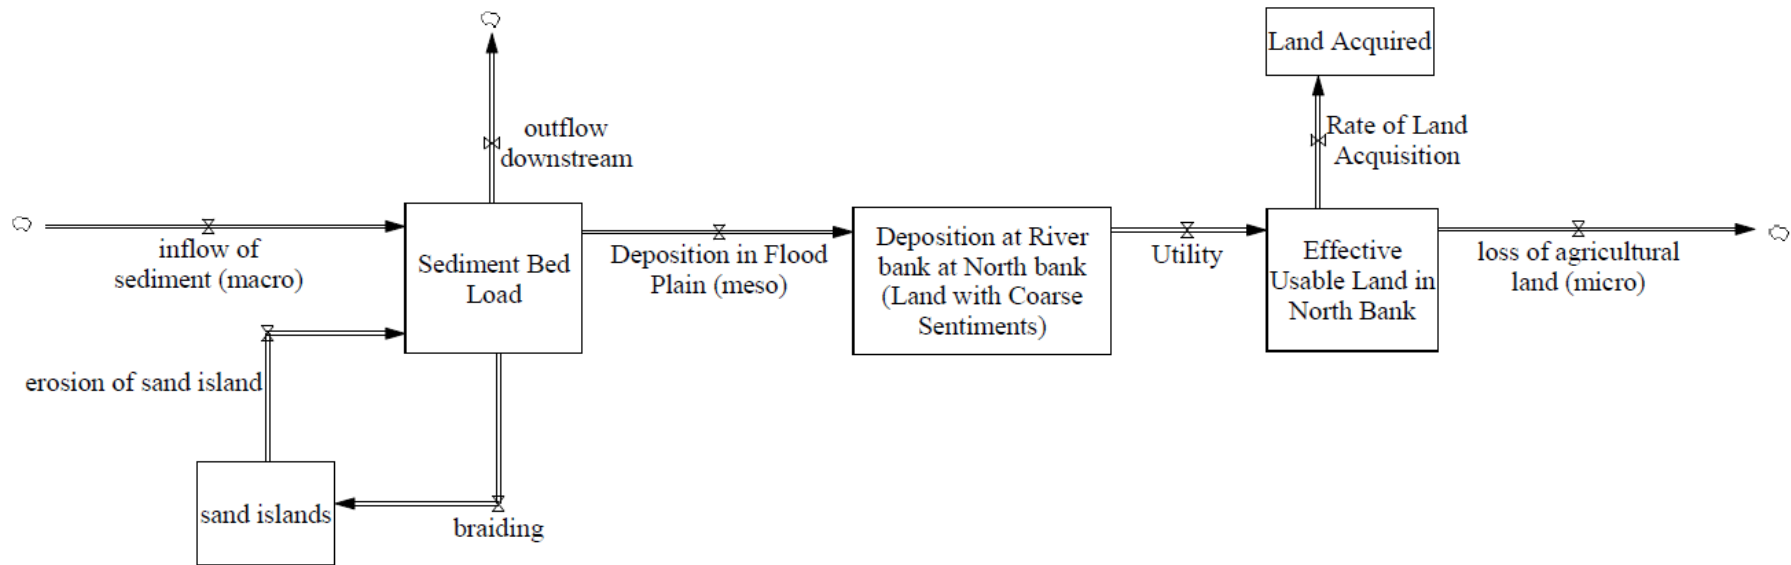 Land Acquired
outflow
downstream
Rate of Land
Acquisition
inflow of
sediment (macro)
Sediment Bed
Load
Deposition in Flood
Plain (meso)
Deposition at River
bank at North bank
(Land with Coarse
Sentiments)
Utility
Effective
Usable Land in
North Bank
loss of agricultural
land (micro)
erosion of sand island
sand islands
braiding